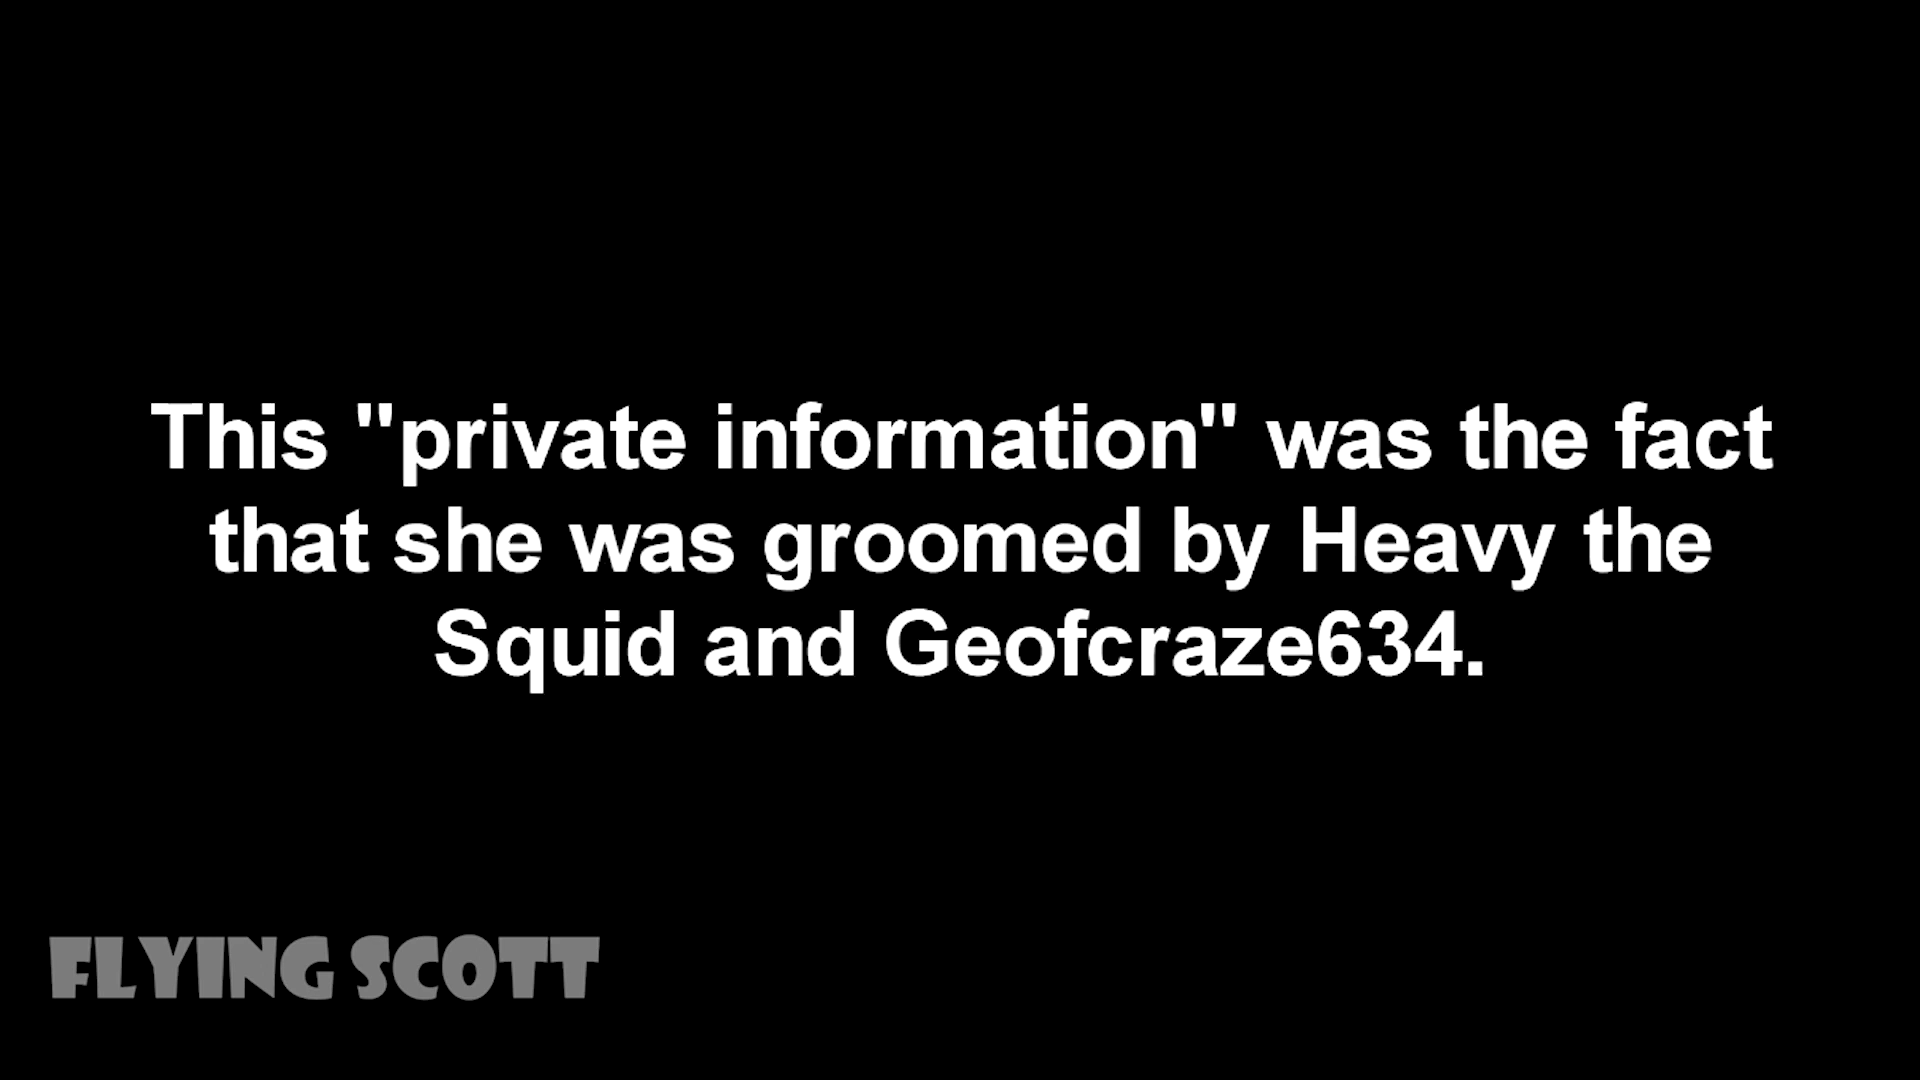 This "private information" was the fact
that she was groomed by Heavy the
Squid and Geofcraze634.
FLYING SCOTT